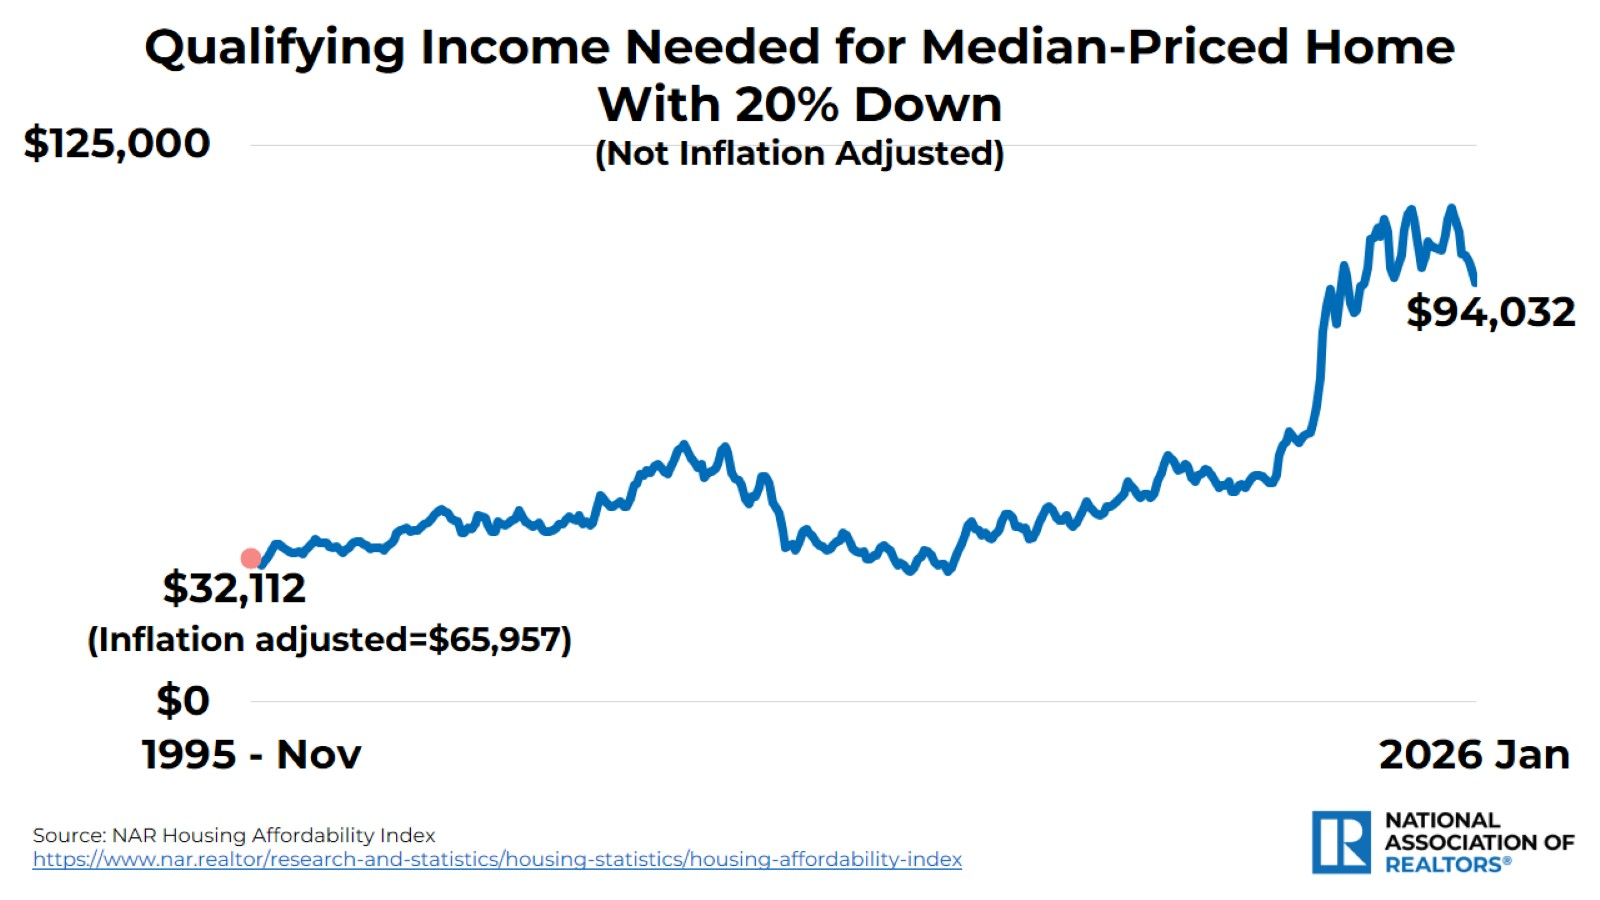 Qualifying Income Needed for Median-Priced Home
With 20% Down
(Not Inflation Adjusted)
$125,000
$94,032
$32,112
(Inflation adjusted=$65,957)
$0
1995 - Nov
2026 Jan
Source: NAR Housing Affordability Index
https://www.nar.realtor/research-and-statistics/housing-statistics/housing-affordability-index
NATIONAL
ASSOCIATION OF
REALTORS®